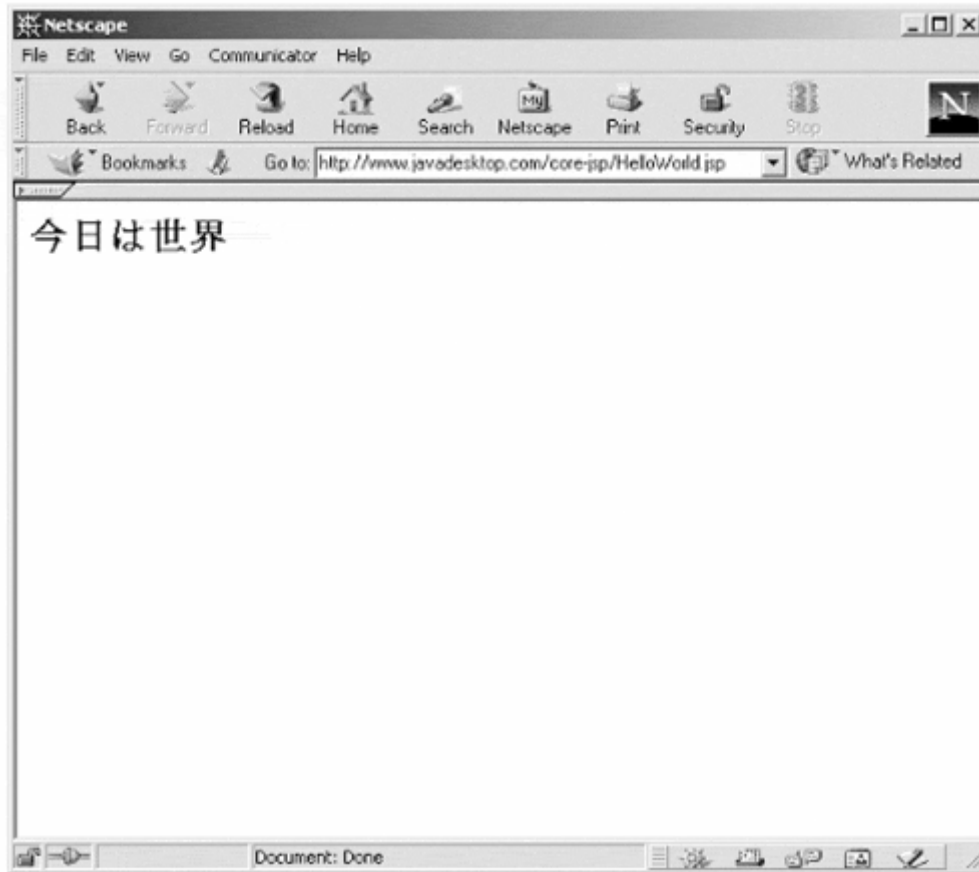 Netscape
File Edit View Go Communicator Help
Back Forward Reload Home Search Netscape Print Security Stop
My
N
Bookmarks Go to: http://www.javadesktop.com/core-jsp/HelloWorld.jsp What's Related
今日は世界
Document: Done